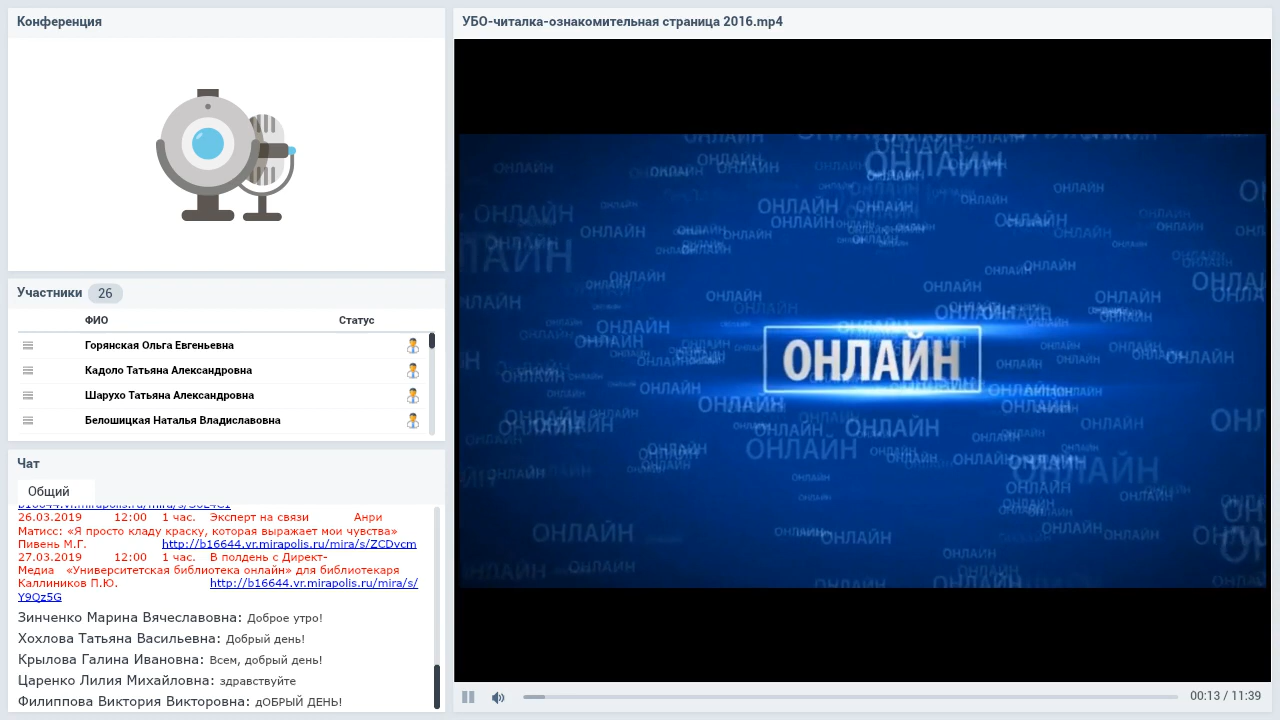 Конференция
Участники 26
ФИО Статус
Горянская Ольга Евгеньевна
Кадоло Татьяна Александровна
Шарухо Татьяна Александровна
Белошицкая Наталья Владиславовна
Чат
Общий
26.03.2019 12:00 1 час. Эксперт на связи Анри
Матисс: «Я просто кладу краску, которая выражает мои чувства»
Пивень М.Г. http://b16644.vr.mirapolis.ru/mira/s/ZCDvcm
27.03.2019 12:00 1 час. В полдень с Директ-
Медиа «Университетская библиотека онлайн» для библиотекаря
Каллиников П.Ю. http://b16644.vr.mirapolis.ru/mira/s/
Y9Qz5G
Зинченко Марина Вячеславовна: Доброе утро!
Хохлова Татьяна Васильевна: Добрый день!
Крылова Галина Ивановна: Всем, добрый день!
Царенко Лилия Михайловна: здравствуйте
Филиппова Виктория Викторовна: дОБРЫЙ ДЕНЬ!
УБО-читалка-ознакомительная страница 2016.mp4
ОНЛАЙН
00:13 / 11:39